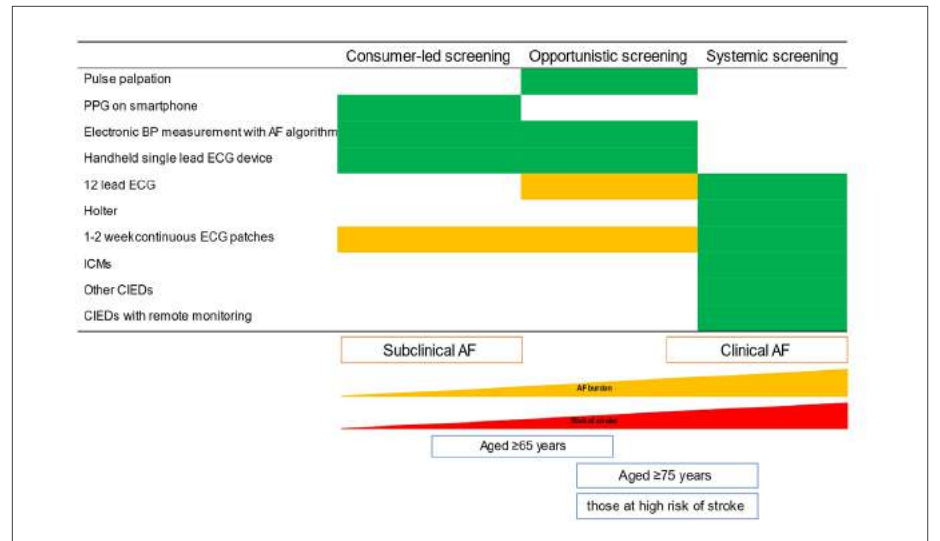 Consumer-led screening Opportunistic screening Systemic screening
Pulse palpation
PPG on smartphone
Electronic BP measurement with AF algorithm
Handheld single lead ECG device
12 lead ECG
Holter
1-2 weekcontinuous ECG patches
ICMs
Other CIEDs
CIEDs with remote monitoring
Subclinical AF Clinical AF
AF burden
Risk of stroke
Aged ≥65 years
Aged ≥75 years
those at high risk of stroke